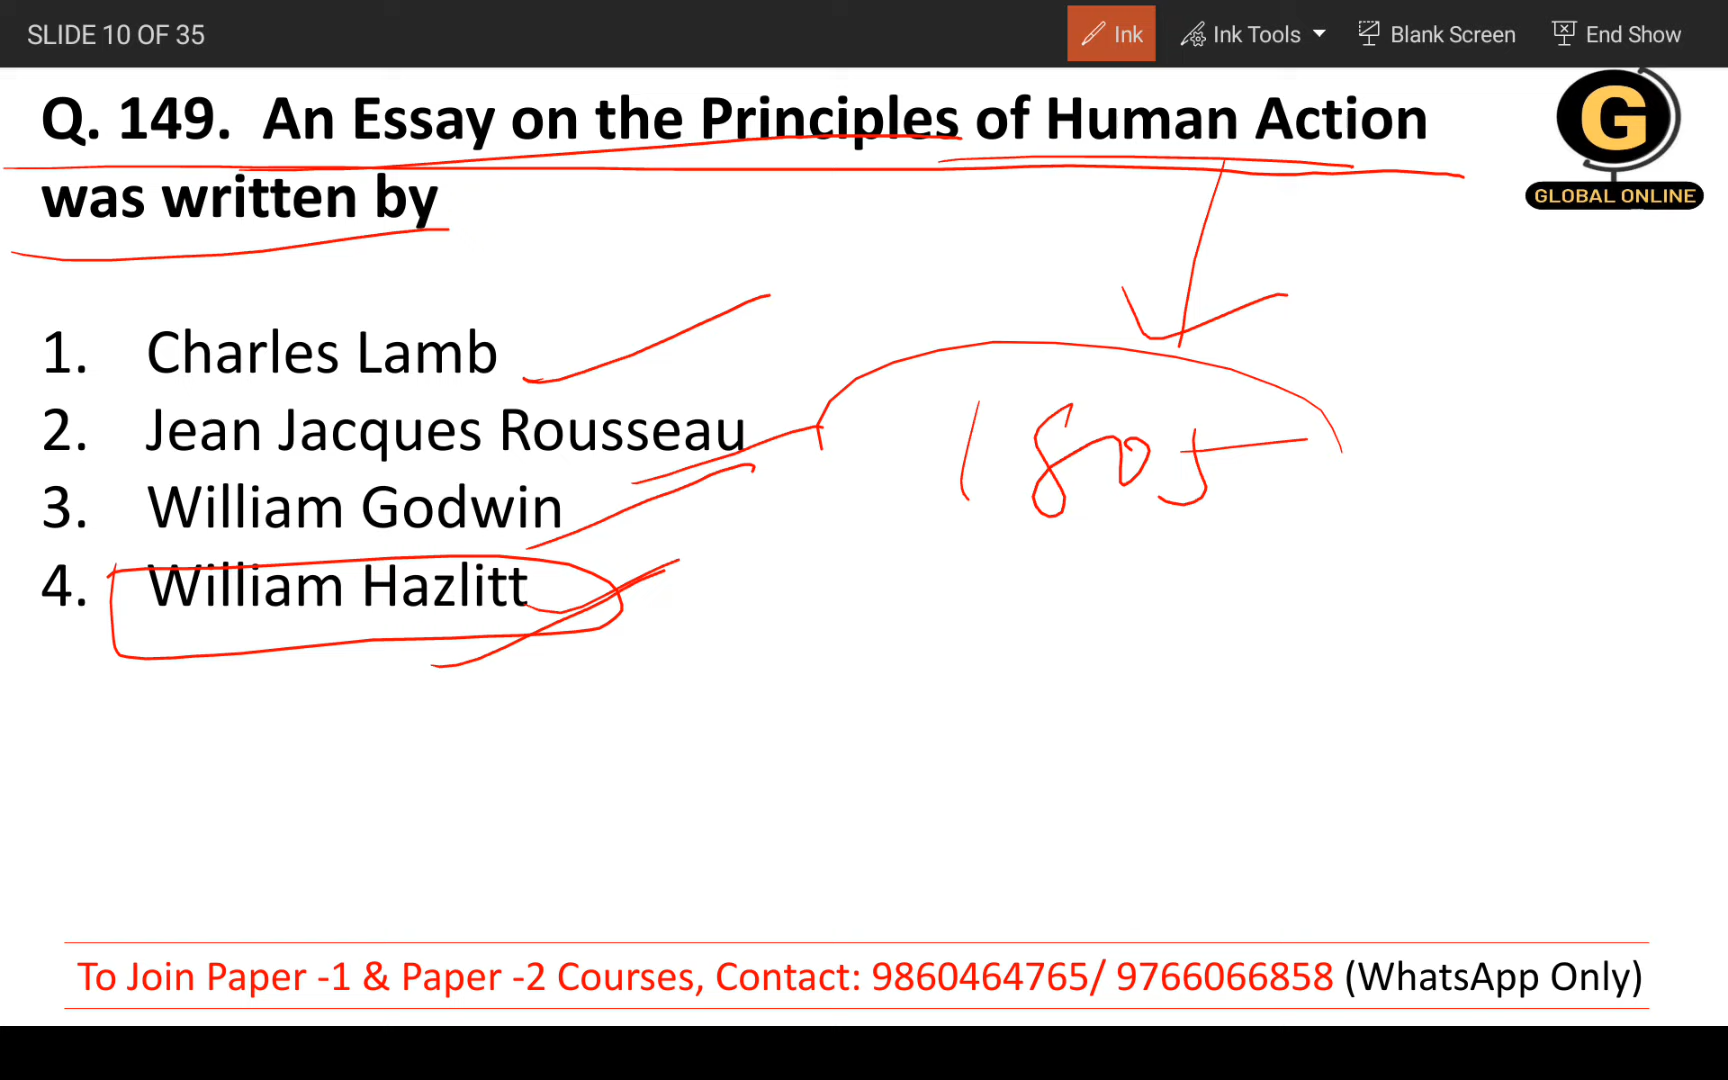 SLIDE 10 OF 35
Ink
Ink Tools
Blank Screen
End Show
Q. 149. An Essay on the Principles of Human Action
was written by
G
GLOBAL ONLINE
1. Charles Lamb
2. Jean Jacques Rousseau
3. William Godwin
4. William Hazlitt
1805
To Join Paper -1 & Paper -2 Courses, Contact: 9860464765/ 9766066858 (WhatsApp Only)